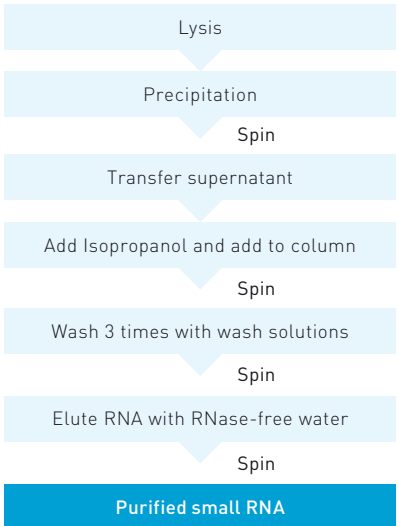 Lysis
Precipitation
Spin
Transfer supernatant
Add Isopropanol and add to column
Spin
Wash 3 times with wash solutions
Spin
Elute RNA with RNase-free water
Spin
Purified small RNA